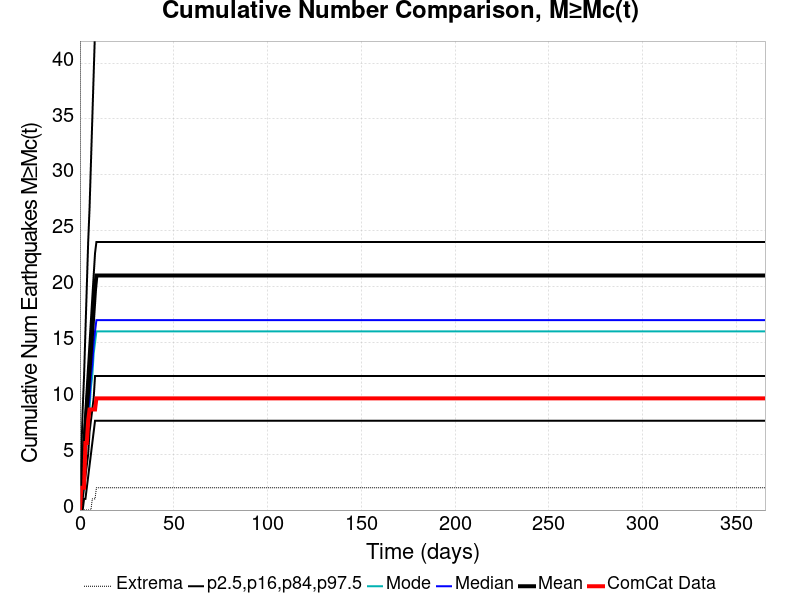 Cumulative Number Comparison, M≥Mc(t)
Cumulative Num Earthquakes M≥Mc(t)
40
35
30
25
20
15
10
5
0
0 50 100 150 200 250 300 350
Time (days)
Extrema p2.5,p16,p84,p97.5 Mode Median Mean ComCat Data